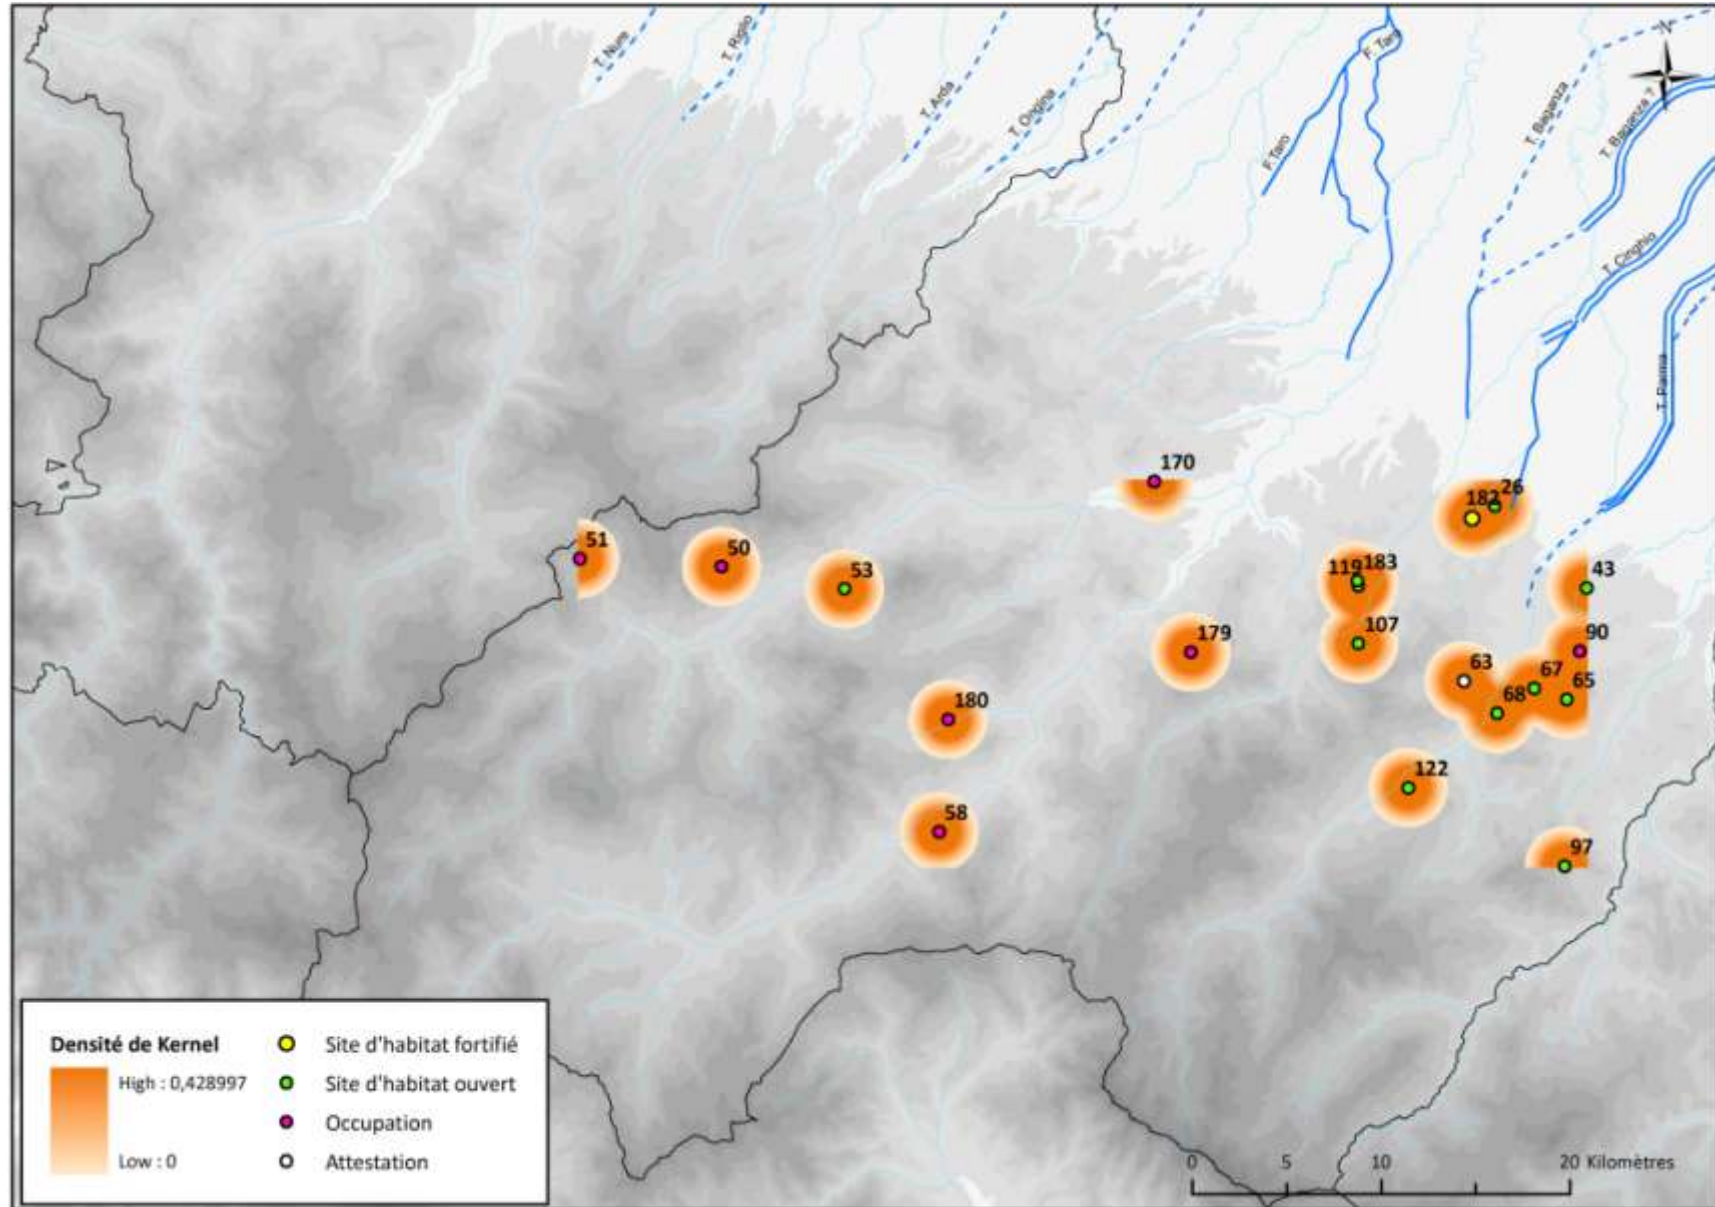 T. Nure
T. Riglio
T. Arda
T. Ongina
F. Taro
F. Taro
T. Baganza
T. Baganza ?
T. Cinghio
T. Parma
N
170
182
26
51
50
53
119
183
43
107
179
90
63
67
65
68
180
122
58
97
Densité de Kernel
High : 0,428997
Low : 0
Site d'habitat fortifié
Site d'habitat ouvert
Occupation
Attestation
0 5 10 20 Kilomètres